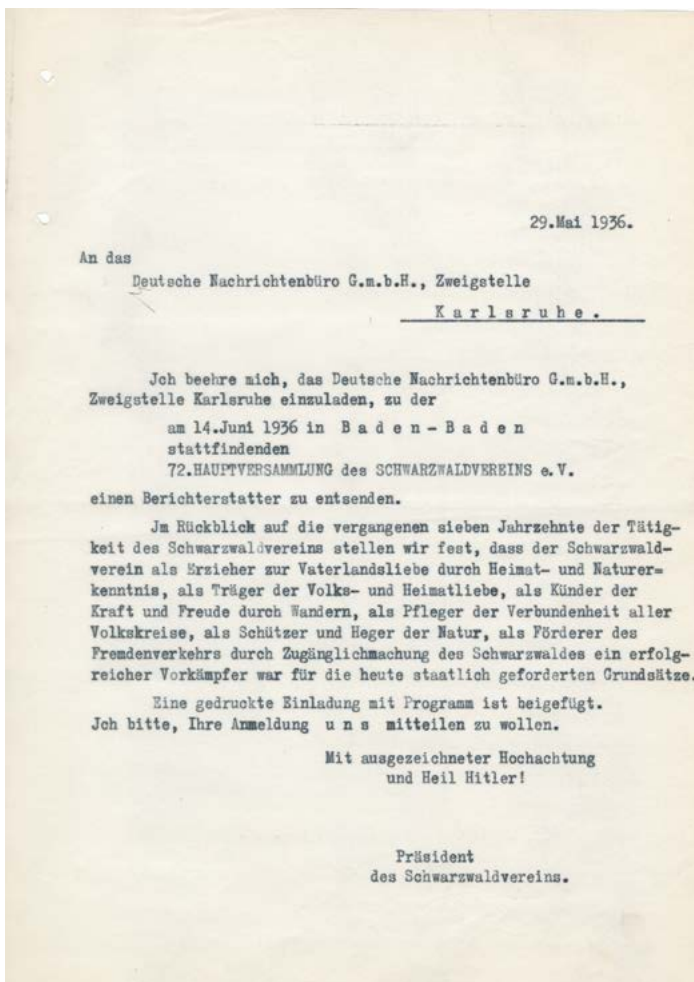 29.Mai 1936.
An das
Deutsche Nachrichtenbüro G.m.b.H., Zweigstelle
K a r l s r u h e .
Jch beehre mich, das Deutsche Nachrichtenbüro G.m.b.H.,
Zweigstelle Karlsruhe einzuladen, zu der
am 14.Juni 1936 in B a d e n - B a d e n
stattfindenden
72.HAUPTVERSAMMLUNG des SCHWARZWALDVEREINS e.V.
einen Berichterstatter zu entsenden.
Jm Rückblick auf die vergangenen sieben Jahrzehnte der Tätig-
keit des Schwarzwaldvereins stellen wir fest, dass der Schwarzwald-
verein als Erzieher zur Vaterlandsliebe durch Heimat- und Naturer=
kenntnis, als Träger der Volks- und Heimatliebe, als Künder der
Kraft und Freude durch Wandern, als Pfleger der Verbundenheit aller
Volkskreise, als Schützer und Heger der Natur, als Förderer des
Fremdenverkehrs durch Zugänglichmachung des Schwarzwaldes ein erfolg-
reicher Vorkämpfer war für die heute staatlich geforderten Grundsätze.
Eine gedruckte Einladung mit Programm ist beigefügt.
Jch bitte, Ihre Anmeldung u n s mitteilen zu wollen.
Mit ausgezeichneter Hochachtung
und Heil Hitler!
Präsident
des Schwarzwaldvereins.